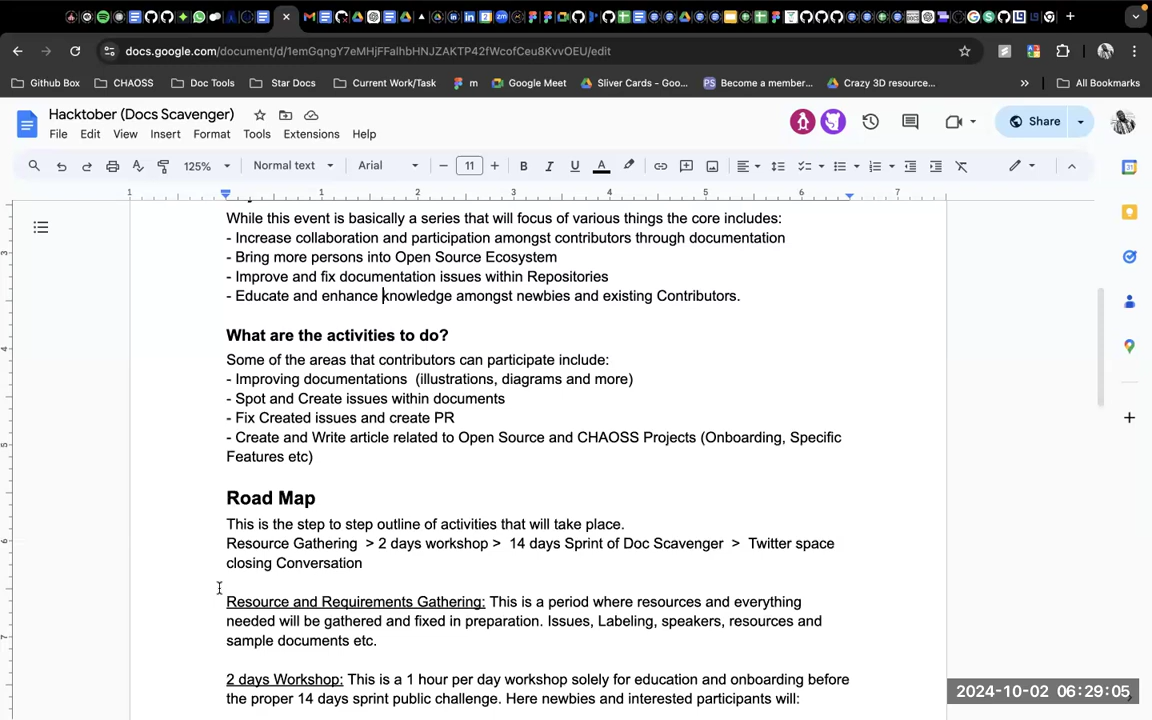 docs.google.com/document/d/1emGqngY7eMHjFFalhbHNJZAKTP42fWcofCeu8KvvOEU/edit
Github Box
CHAOSS
Doc Tools
Star Docs
Current Work/Task
m
Google Meet
Sliver Cards - Goo...
Become a member...
Crazy 3D resource...
All Bookmarks
Hacktober (Docs Scavenger)
File Edit View Insert Format Tools Extensions Help
Share
125% Normal text Arial 11
1 1 2 3 4 5 6 7
While this event is basically a series that will focus of various things the core includes:
- Increase collaboration and participation amongst contributors through documentation
- Bring more persons into Open Source Ecosystem
- Improve and fix documentation issues within Repositories
- Educate and enhance knowledge amongst newbies and existing Contributors.
What are the activities to do?
Some of the areas that contributors can participate include:
- Improving documentations (illustrations, diagrams and more)
- Spot and Create issues within documents
- Fix Created issues and create PR
- Create and Write article related to Open Source and CHAOSS Projects (Onboarding, Specific
Features etc)
Road Map
This is the step to step outline of activities that will take place.
Resource Gathering > 2 days workshop > 14 days Sprint of Doc Scavenger > Twitter space
closing Conversation
Resource and Requirements Gathering: This is a period where resources and everything
needed will be gathered and fixed in preparation. Issues, Labeling, speakers, resources and
sample documents etc.
2 days Workshop: This is a 1 hour per day workshop solely for education and onboarding before
the proper 14 days sprint public challenge. Here newbies and interested participants will:
2024-10-02 06:29:05